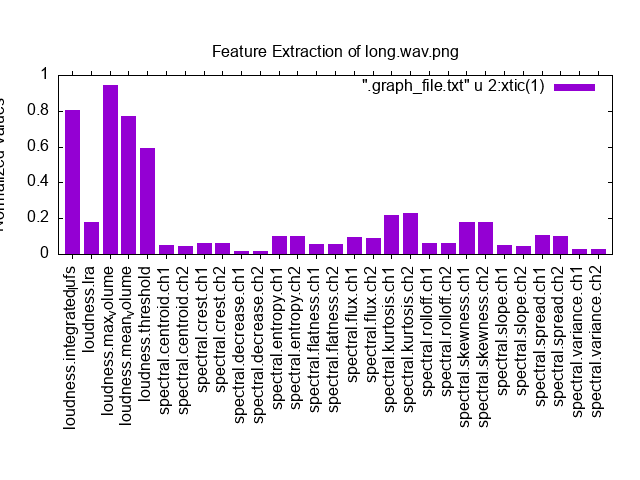 Feature Extraction of long.wav.png
Normalized Values
1
0.8
0.6
0.4
0.2
0
".graph_file.txt" u 2:xtic(1)
loudness.integratedlufs
loudness.lra
loudness.maxvolume
loudness.meanvolume
loudness.threshold
spectral.centroid.ch1
spectral.centroid.ch2
spectral.crest.ch1
spectral.crest.ch2
spectral.decrease.ch1
spectral.decrease.ch2
spectral.entropy.ch1
spectral.entropy.ch2
spectral.flatness.ch1
spectral.flatness.ch2
spectral.flux.ch1
spectral.flux.ch2
spectral.kurtosis.ch1
spectral.kurtosis.ch2
spectral.rolloff.ch1
spectral.rolloff.ch2
spectral.skewness.ch1
spectral.skewness.ch2
spectral.slope.ch1
spectral.slope.ch2
spectral.spread.ch1
spectral.spread.ch2
spectral.variance.ch1
spectral.variance.ch2